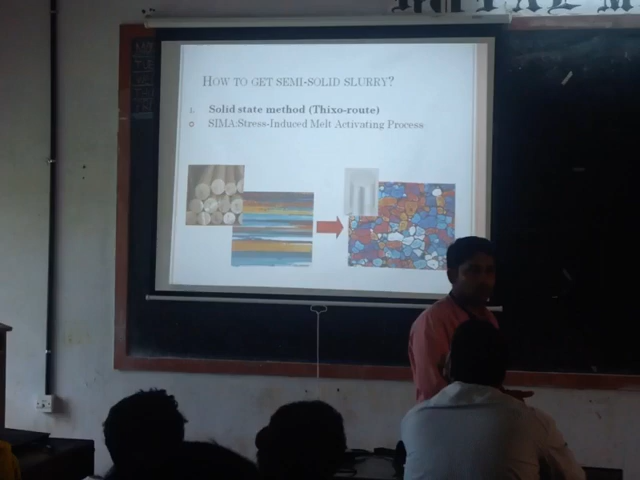 HOW TO GET SEMI-SOLID SLURRY?
1. Solid state method (Thixo-route)
SIMA:Stress-Induced Melt Activating Process